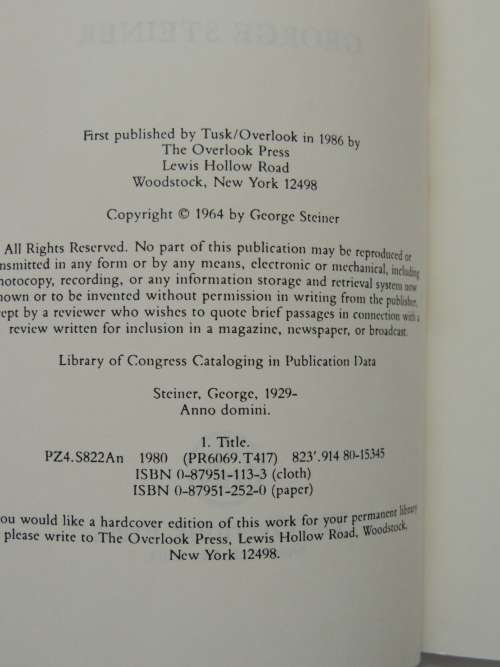 First published by Tusk/Overlook in 1986 by
The Overlook Press
Lewis Hollow Road
Woodstock, New York 12498
Copyright © 1964 by George Steiner
All Rights Reserved. No part of this publication may be reproduced or
nsmitted in any form or by any means, electronic or mechanical, including
hotocopy, recording, or any information storage and retrieval system now
nown or to be invented without permission in writing from the publisher,
ept by a reviewer who wishes to quote brief passages in connection with a
review written for inclusion in a magazine, newspaper, or broadcast.
Library of Congress Cataloging in Publication Data
Steiner, George, 1929-
Anno domini.
1. Title.
PZ4.S822An 1980 (PR6069.T417) 823'.914 80-15345
ISBN 0-87951-113-3 (cloth)
ISBN 0-87951-252-0 (paper)
ou would like a hardcover edition of this work for your permanent library
please write to The Overlook Press, Lewis Hollow Road, Woodstock,
New York 12498.